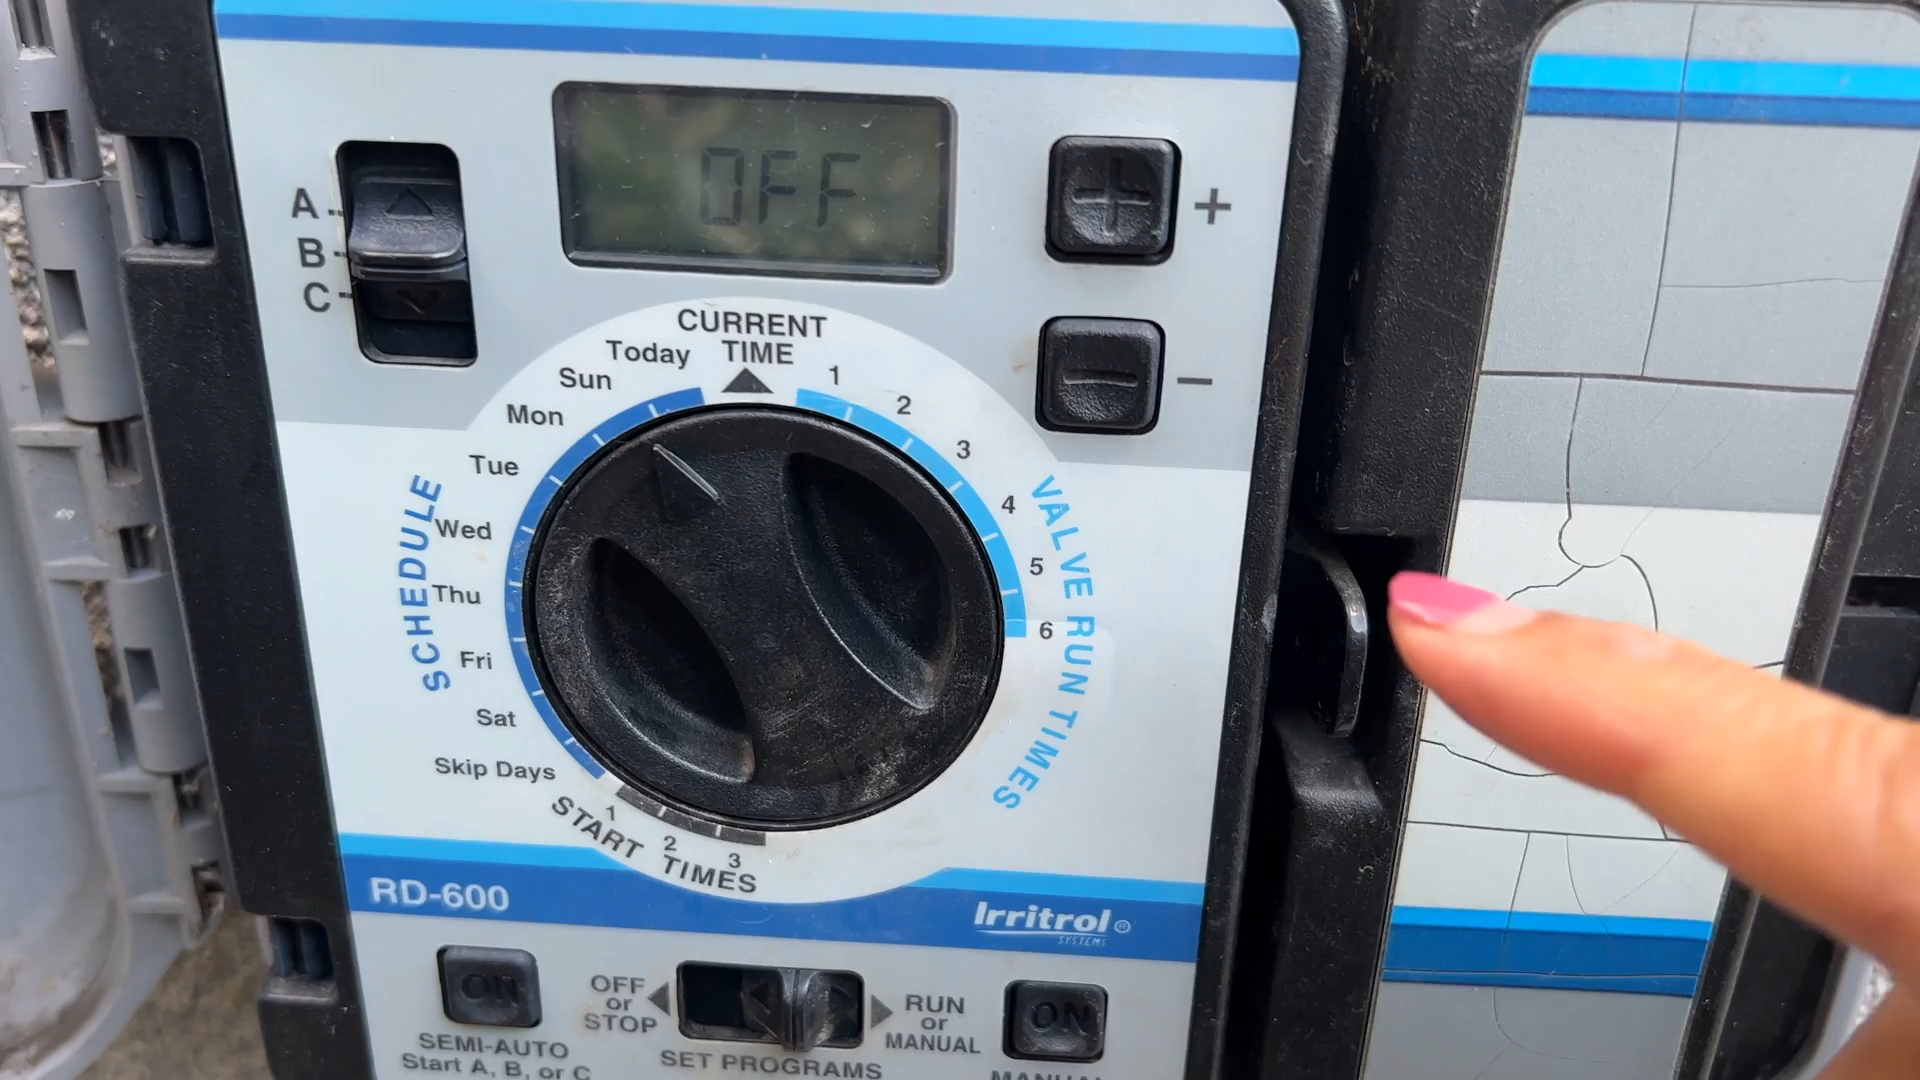 OFF
A
B
C
+
-
CURRENT
TIME
Today
Sun
Mon
Tue
Wed
Thu
Fri
Sat
Skip Days
SCHEDULE
1
2
3
4
5
6
VALVE RUN TIMES
1
2
3
START TIMES
RD-600
Irritrol®
SYSTEMS
ON
SEMI-AUTO
Start A, B, or C
OFF
or
STOP
SET PROGRAMS
RUN
or
MANUAL
ON
MANUAL